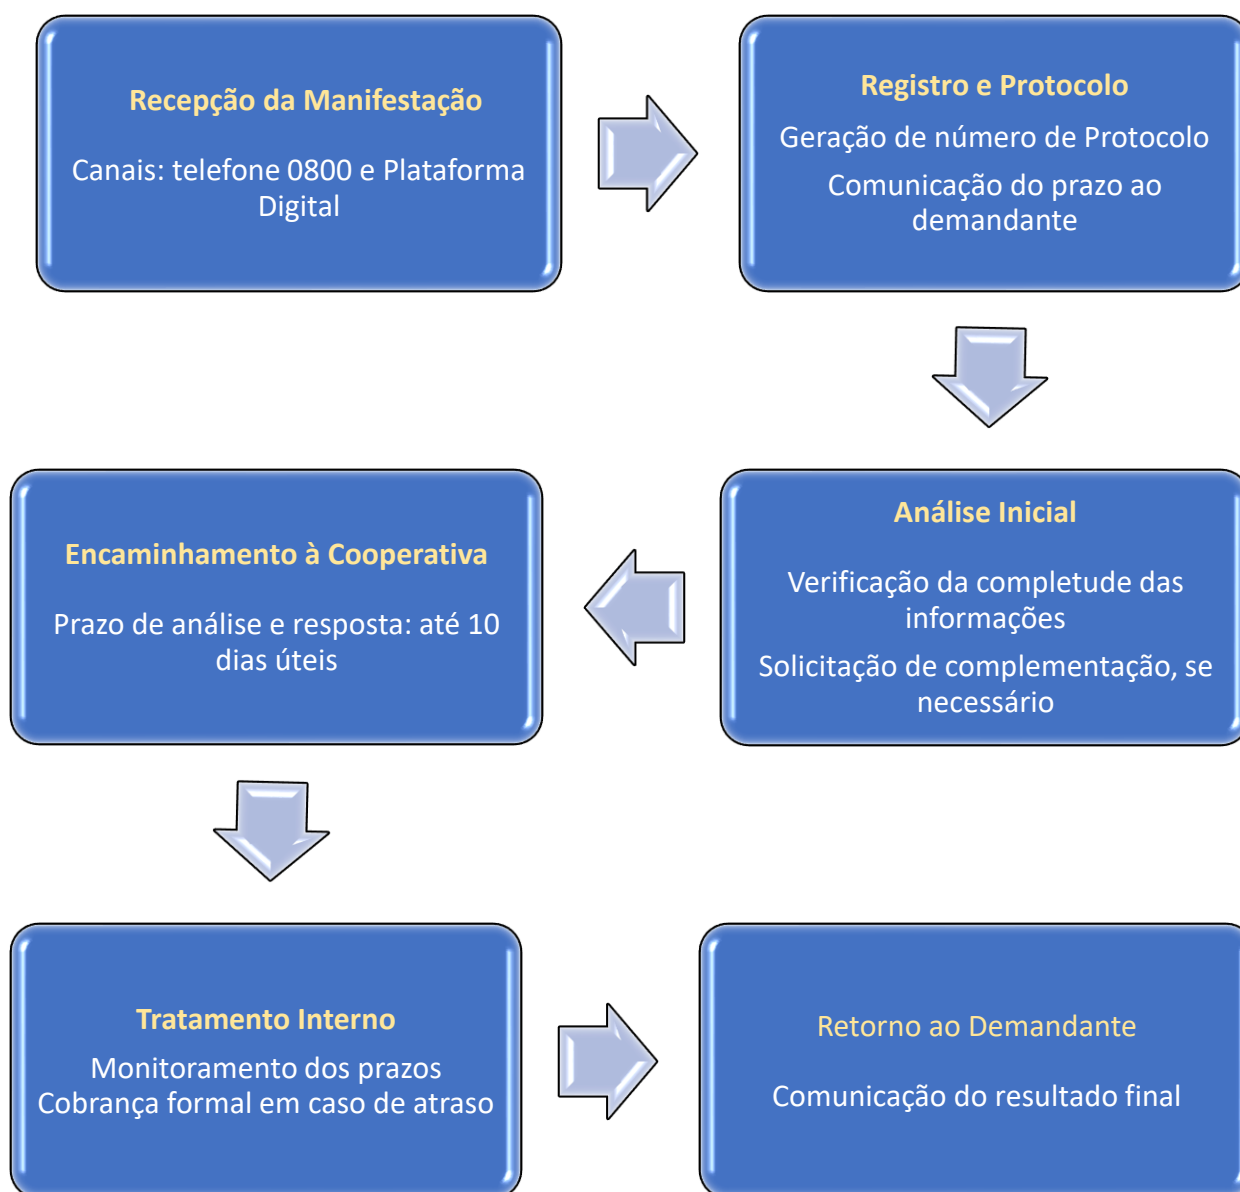 Recepção da Manifestação
Canais: telefone 0800 e Plataforma
Digital
Registro e Protocolo
Geração de número de Protocolo
Comunicação do prazo ao
demandante
Análise Inicial
Verificação da completude das
informações
Solicitação de complementação, se
necessário
Encaminhamento à Cooperativa
Prazo de análise e resposta: até 10
dias úteis
Tratamento Interno
Monitoramento dos prazos
Cobrança formal em caso de atraso
Retorno ao Demandante
Comunicação do resultado final